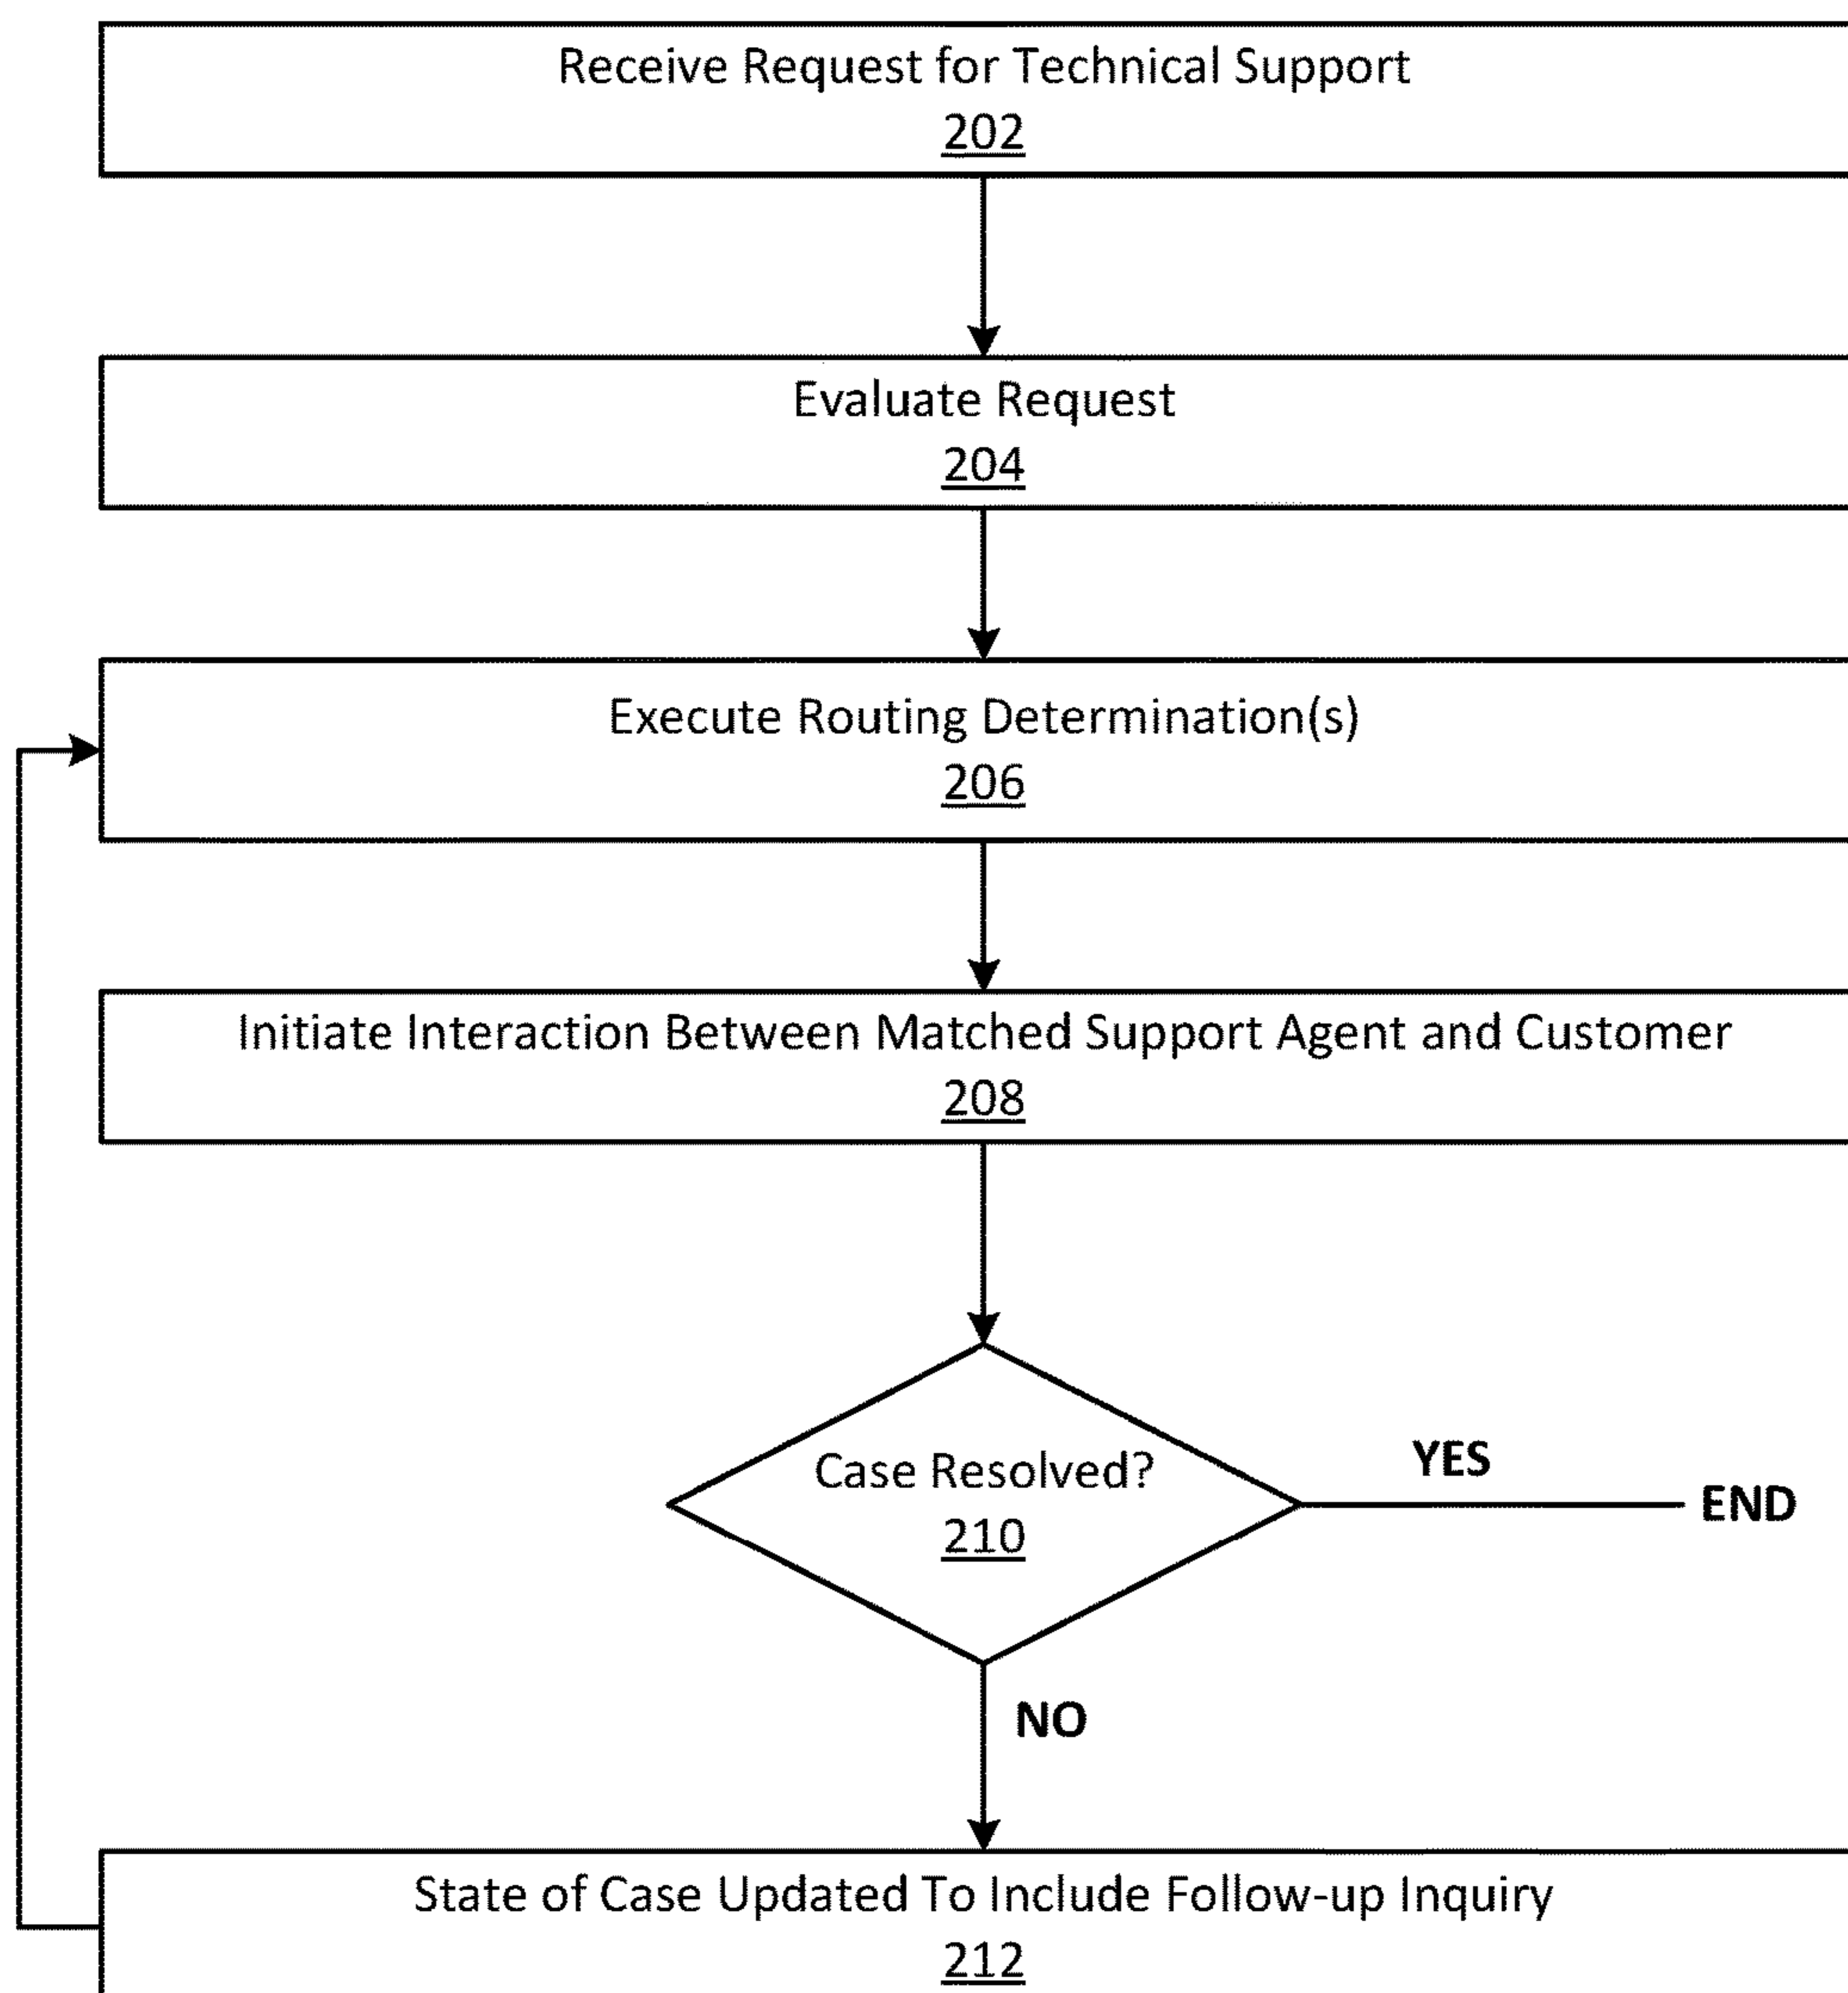 Receive Request for Technical Support
202
Evaluate Request
204
Execute Routing Determination(s)
206
Initiate Interaction Between Matched Support Agent and Customer
208
Case Resolved?
210
YES
END
NO
State of Case Updated To Include Follow-up Inquiry
212